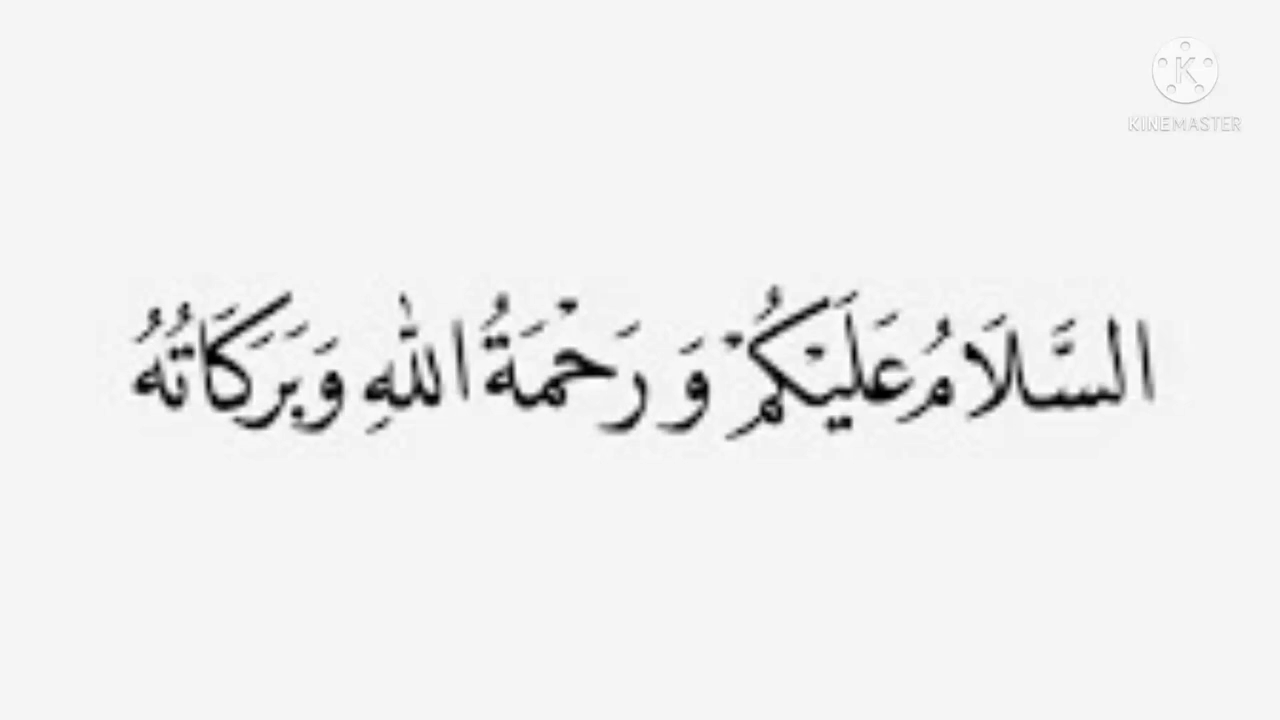 KINEMASTER
السَّلَامُ عَلَيْكُمْ وَ رَحْمَةُ اللهِ وَبَرَكَاتُهُ